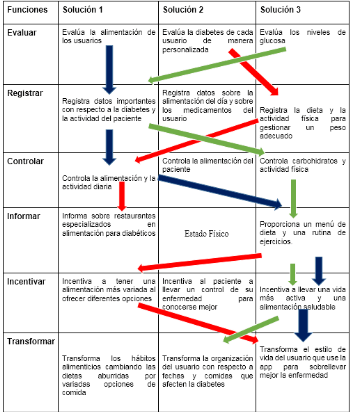 Funciones Solución 1 Solución 2 Solución 3
Evaluar
Evalúa la alimentación de
los usuarios
Evalúa la diabetes de cada
usuario de manera
personalizada
Evalúa los niveles de
glucosa
Registrar
Registra datos importantes
con respecto a la diabetes y
la actividad del paciente
Registra datos sobre la
alimentación del día y sobre
los medicamentos del
usuario
Registra la dieta y la
actividad física para
gestionar un peso
adecuado
Controlar
Controla la alimentación y la
actividad diaria
Controla la alimentación del
paciente
Controla carbohidratos y
actividad física
Informar
Informa sobre restaurantes
especializados en
alimentación para diabéticos
Estado Físico
Proporciona un menú de
dieta y una rutina de
ejercicios.
Incentivar
Incentiva a tener una
alimentación más variada al
ofrecer diferentes opciones
Incentiva al paciente a
llevar un control de su
enfermedad para
conocerse mejor
Incentiva a llevar una vida
más activa y una
alimentación saludable
Transformar
Transforma los hábitos
alimenticios cambiando las
dietas aburridas por
variadas opciones de
comida
Transforma la organización
del usuario con respecto a
fechas y comidas que
afecten la diabetes
Transforma el estilo de
vida del usuario que use la
app para sobrellevar
mejor la enfermedad